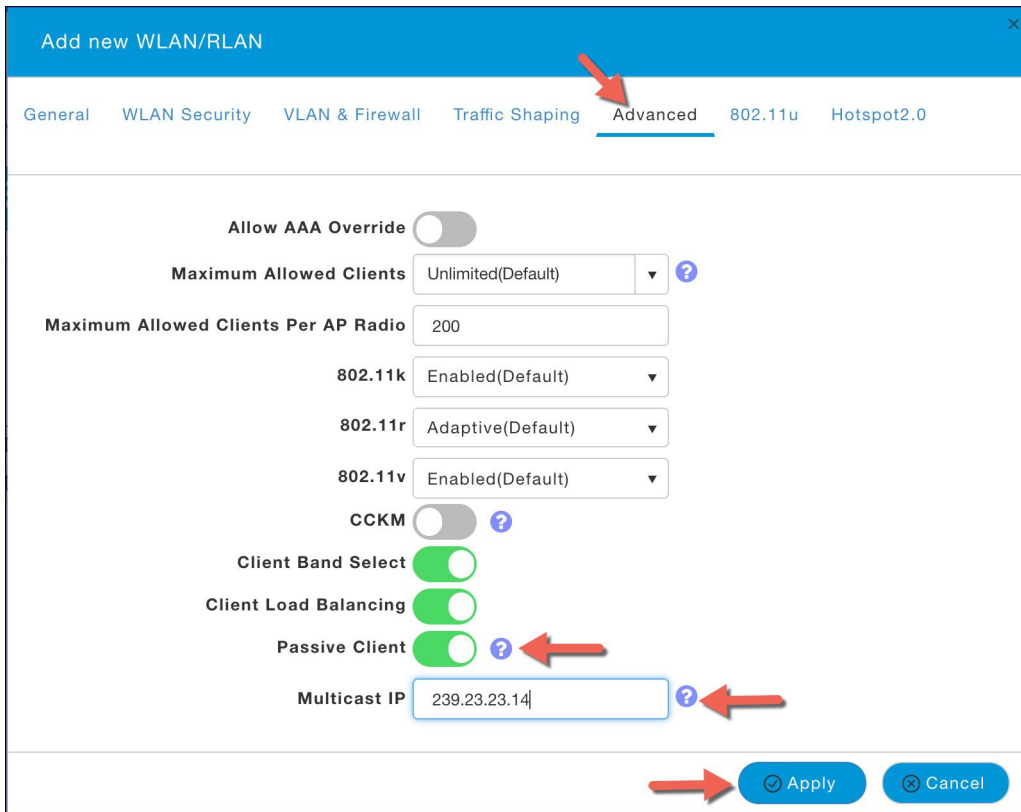 Add new WLAN/RLAN
General WLAN Security VLAN & Firewall Traffic Shaping Advanced 802.11u Hotspot2.0
Allow AAA Override
Maximum Allowed Clients Unlimited(Default) ?
Maximum Allowed Clients Per AP Radio 200
802.11k Enabled(Default)
802.11r Adaptive(Default)
802.11v Enabled(Default)
CCKM ?
Client Band Select
Client Load Balancing
Passive Client ?
Multicast IP 239.23.23.14 ?
Apply Cancel